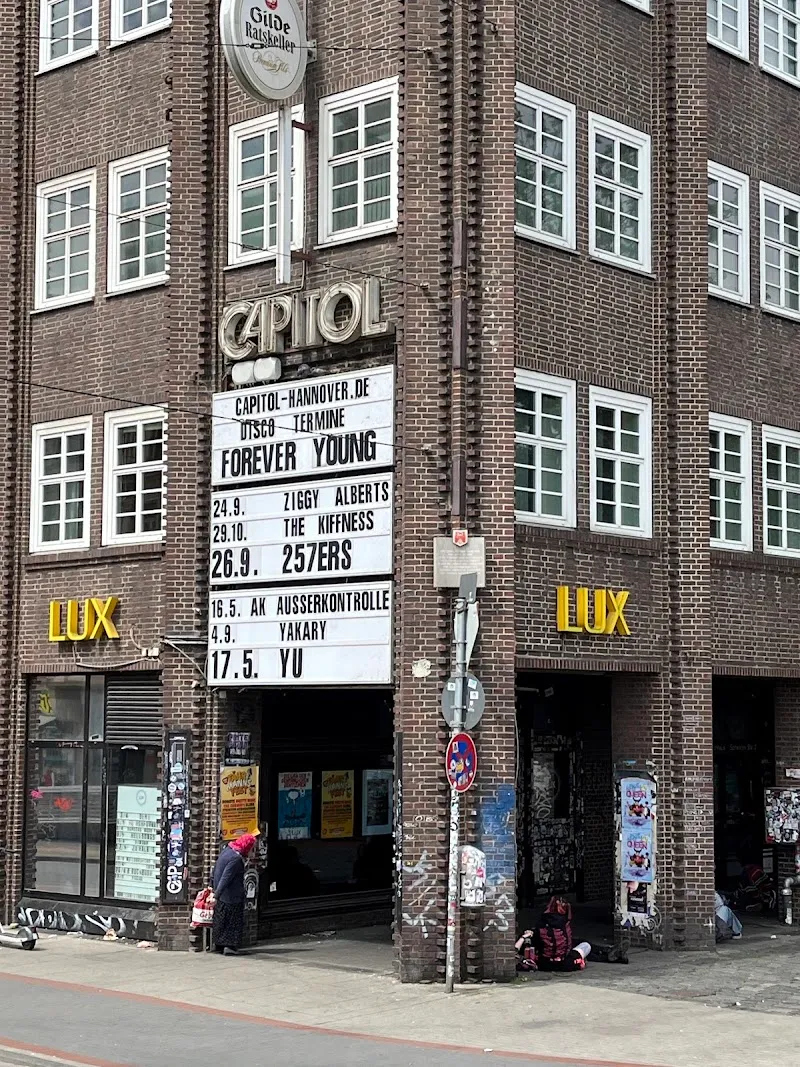 Gilde
Ratskeller
CAPITOL
CAPITOL-HANNOVER.DE
DISCO TERMINE
FOREVER YOUNG
24.9. ZIGGY ALBERTS
29.10. THE KIFFNESS
26.9. 257ERS
16.5. AK AUSSERKONTROLLE
4.9. YAKARY
17.5. YU
LUX
LUX